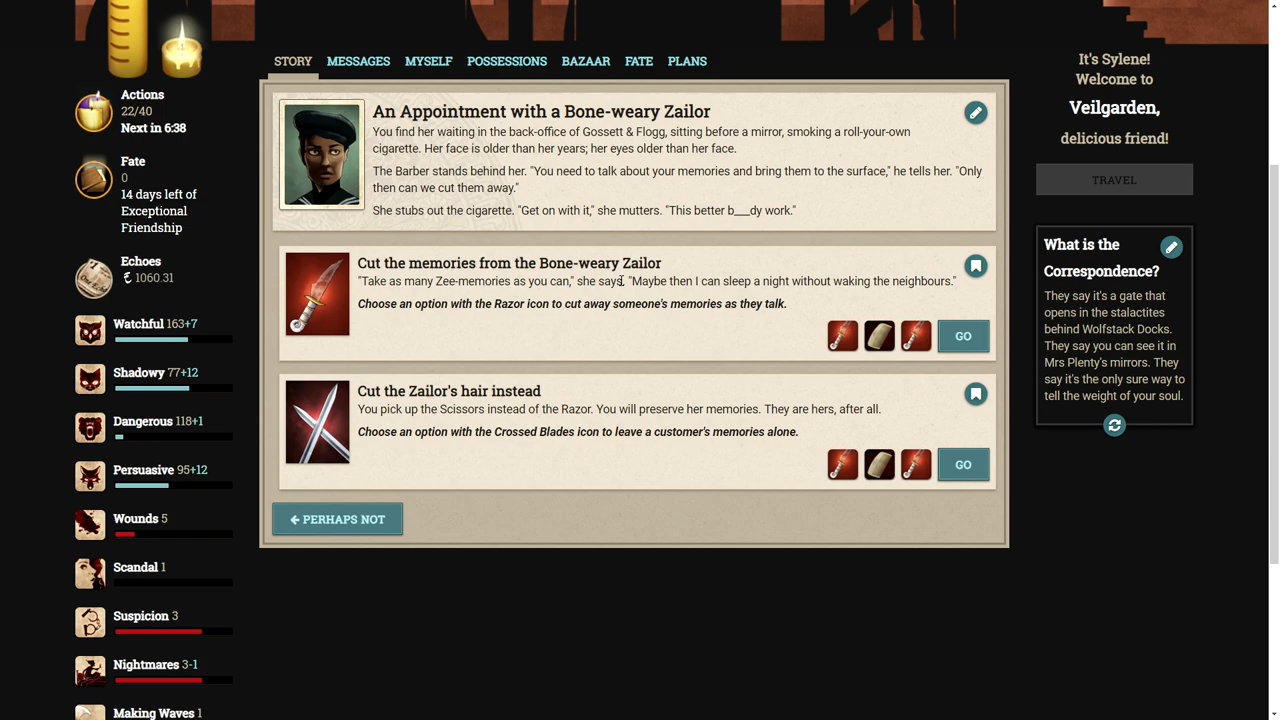 STORY MESSAGES MYSELF POSSESSIONS BAZAAR FATE PLANS
Actions
22/40
Next in 6:38
Fate
0
14 days left of
Exceptional
Friendship
Echoes
1060.31
Watchful 163+7
Shadowy 77+12
Dangerous 118+1
Persuasive 95+12
Wounds 5
Scandal 1
Suspicion 3
Nightmares 3-1
Making Waves 1
An Appointment with a Bone-weary Zailor
You find her waiting in the back-office of Gossett & Flogg, sitting before a mirror, smoking a roll-your-own
cigarette. Her face is older than her years; her eyes older than her face.
The Barber stands behind her. "You need to talk about your memories and bring them to the surface," he tells her. "Only
then can we cut them away."
She stubs out the cigarette. "Get on with it," she mutters. "This better b___dy work."
Cut the memories from the Bone-weary Zailor
"Take as many Zee-memories as you can," she says. "Maybe then I can sleep a night without waking the neighbours."
Choose an option with the Razor icon to cut away someone's memories as they talk.
GO
Cut the Zailor's hair instead
You pick up the Scissors instead of the Razor. You will preserve her memories. They are hers, after all.
Choose an option with the Crossed Blades icon to leave a customer's memories alone.
GO
PERHAPS NOT
It's Sylene!
Welcome to
Veilgarden,
delicious friend!
TRAVEL
What is the
Correspondence?
They say it's a gate that
opens in the stalactites
behind Wolfstack Docks.
They say you can see it in
Mrs Plenty's mirrors. They
say it's the only sure way to
tell the weight of your soul.